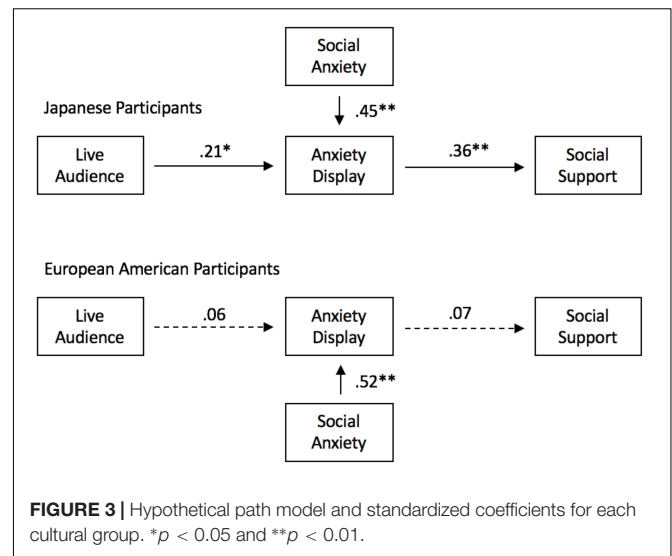 Social
Anxiety
Japanese Participants
.45**
Live
Audience
.21*
Anxiety
Display
.36**
Social
Support
European American Participants
Live
Audience
.06
Anxiety
Display
.07
Social
Support
.52**
Social
Anxiety
FIGURE 3 | Hypothetical path model and standardized coefficients for each
cultural group. *p < 0.05 and **p < 0.01.